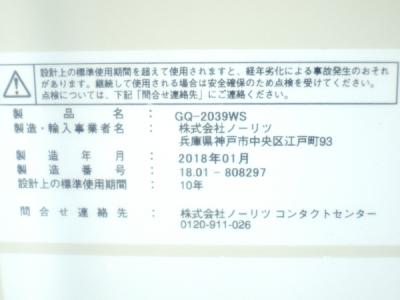 設計上の標準使用期間を超えて使用されますと、経年劣化による事故発生のおそれ
があります。継続して使用される場合は安全確保のため点検を受けてください。
点検については、下記「問合せ連絡先」にご連絡ください。
製品名: GQ-2039WS
製造・輸入事業者名: 株式会社ノーリツ
兵庫県神戸市中央区江戸町93
製造年月: 2018年01月
製造番号: 18.01-808297
設計上の標準使用期間: 10年
問合せ連絡先: 株式会社ノーリツ コンタクトセンター
0120-911-026